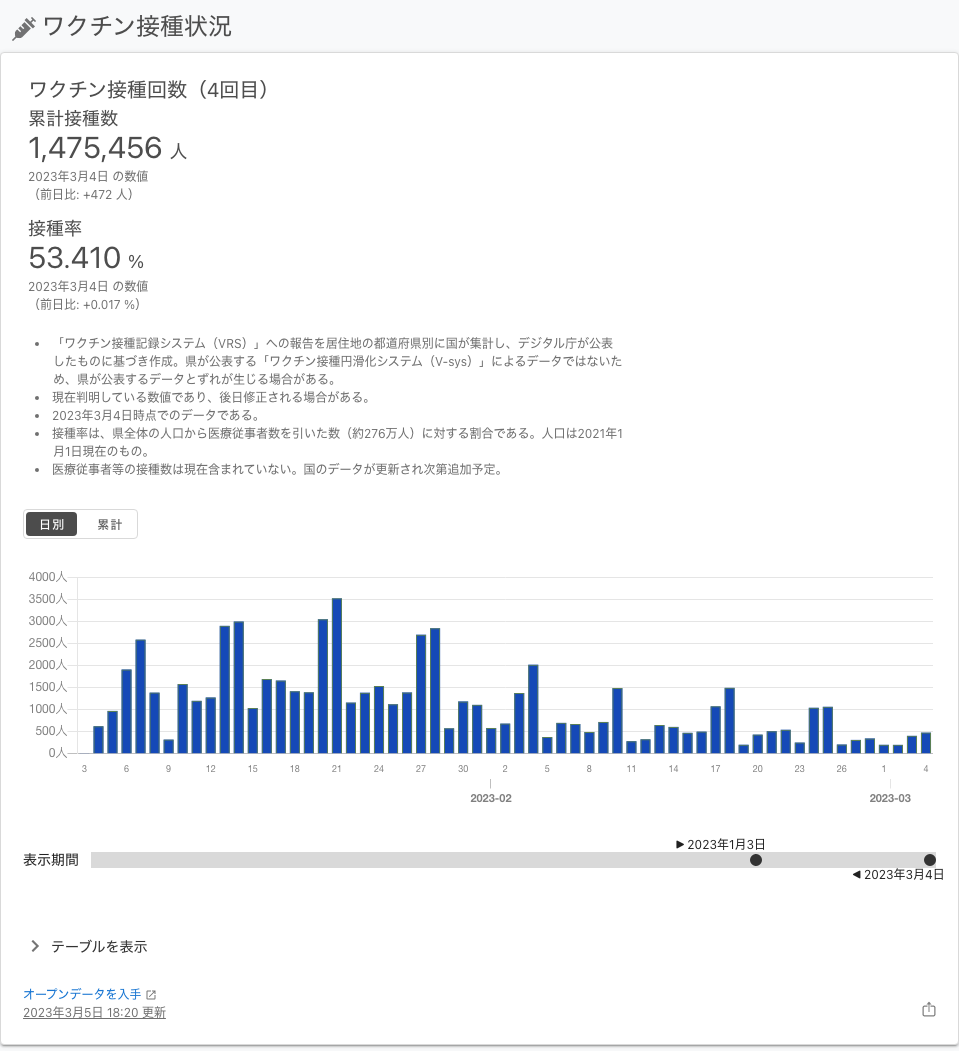 ワクチン接種状況
ワクチン接種回数（4回目）
累計接種数
1,475,456 人
2023年3月4日 の数値
（前日比: +472 人）
接種率
53.410 %
2023年3月4日 の数値
（前日比: +0.017 %）
• 「ワクチン接種記録システム（VRS）」への報告を居住地の都道府県別に国が集計し、デジタル庁が公表
したものに基づき作成。県が公表する「ワクチン接種円滑化システム（V-sys）」によるデータではないた
め、県が公表するデータとずれが生じる場合がある。
• 現在判明している数値であり、後日修正される場合がある。
• 2023年3月4日時点でのデータである。
• 接種率は、県全体の人口から医療従事者数を引いた数（約276万人）に対する割合である。人口は2021年1
月1日現在のもの。
• 医療従事者等の接種数は現在含まれていない。国のデータが更新され次第追加予定。
日別 累計
4000人
3500人
3000人
2500人
2000人
1500人
1000人
500人
0人
3 6 9 12 15 18 21 24 27 30 2 5 8 11 14 17 20 23 26 1 4
2023-02 2023-03
▶ 2023年1月3日
表示期間
◀ 2023年3月4日
テーブルを表示
オープンデータを入手
2023年3月5日 18:20 更新